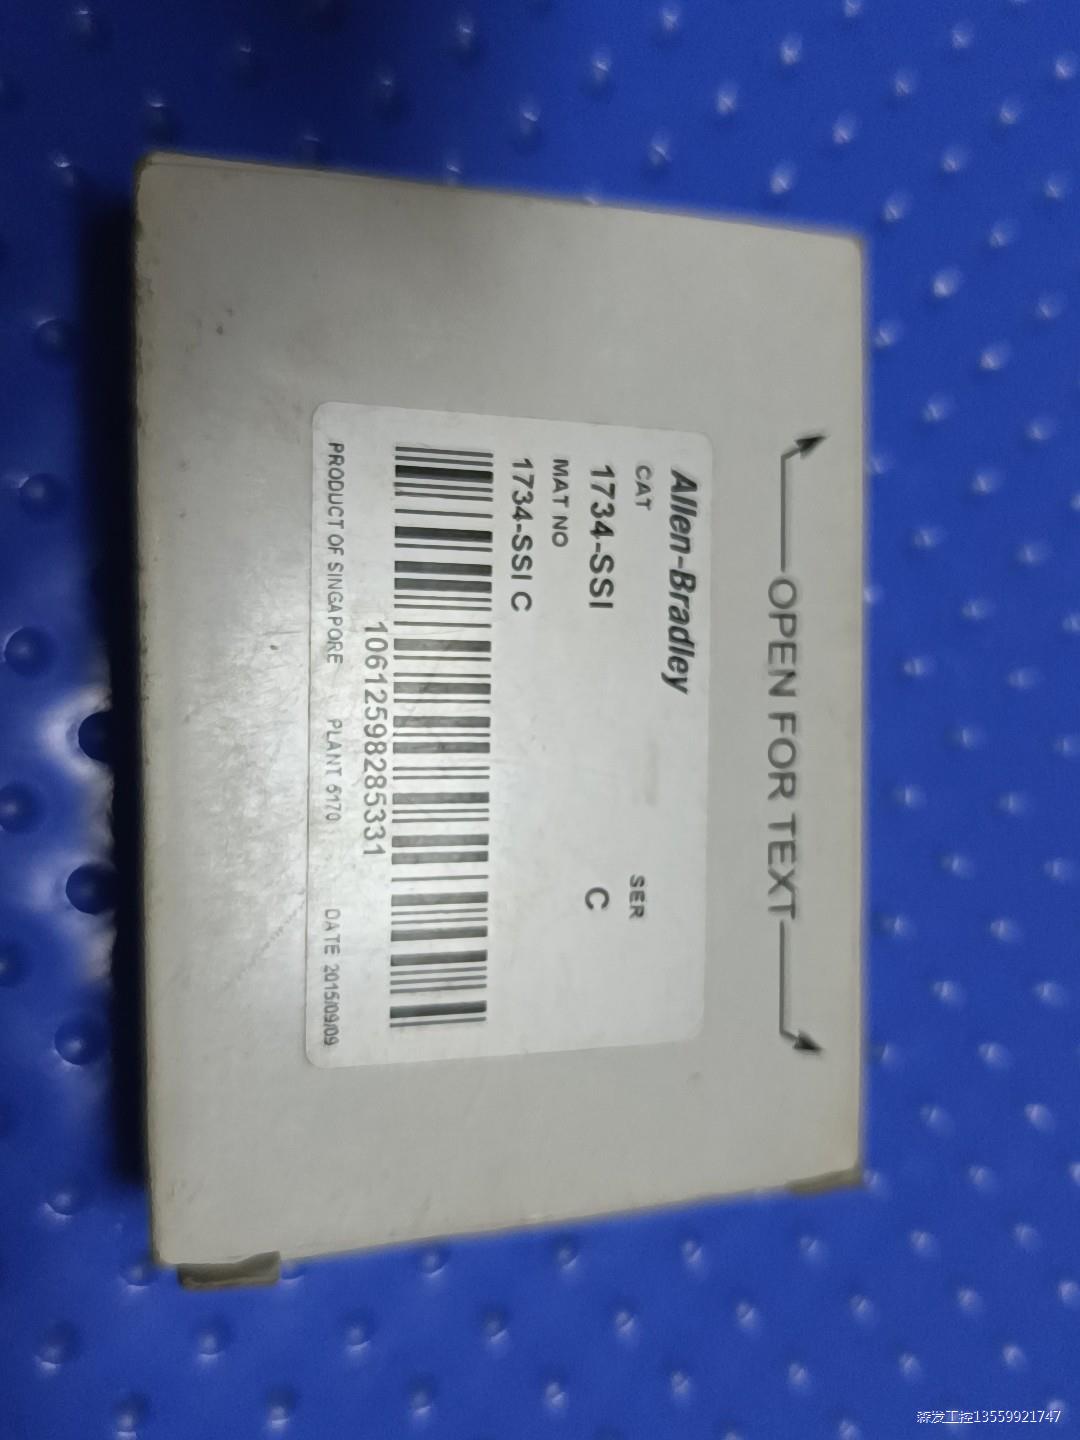 OPEN FOR TEXT
Allen-Bradley
CAT SER
1734-SSI C
MAT NO
1734-SSI C
10612598285331
PRODUCT OF SINGAPORE PLANT 6170 DATE 2015/09/09
森发工控13559921747